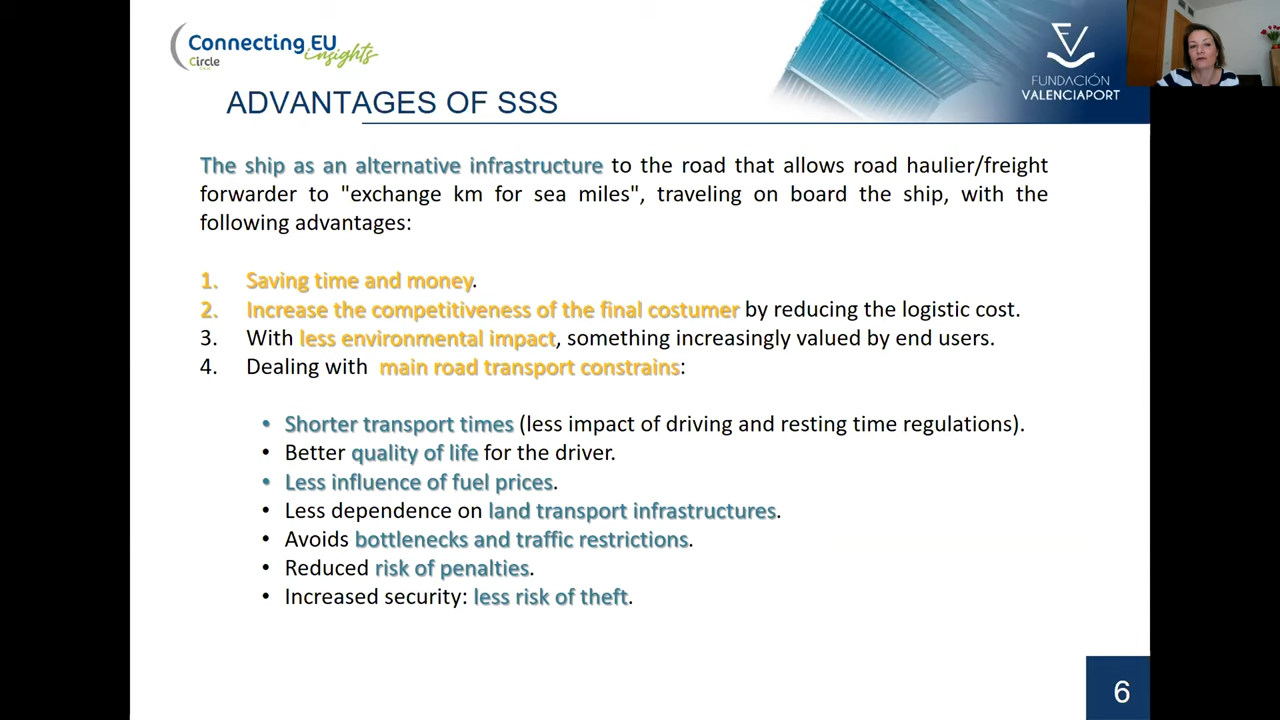 Connecting EU
insights
Circle
FUNDACIÓN
VALENCIAPORT
ADVANTAGES OF SSS
The ship as an alternative infrastructure to the road that allows road haulier/freight
forwarder to "exchange km for sea miles", traveling on board the ship, with the
following advantages:
1. Saving time and money.
2. Increase the competitiveness of the final costumer by reducing the logistic cost.
3. With less environmental impact, something increasingly valued by end users.
4. Dealing with main road transport constrains:
• Shorter transport times (less impact of driving and resting time regulations).
• Better quality of life for the driver.
• Less influence of fuel prices.
• Less dependence on land transport infrastructures.
• Avoids bottlenecks and traffic restrictions.
• Reduced risk of penalties.
• Increased security: less risk of theft.
6